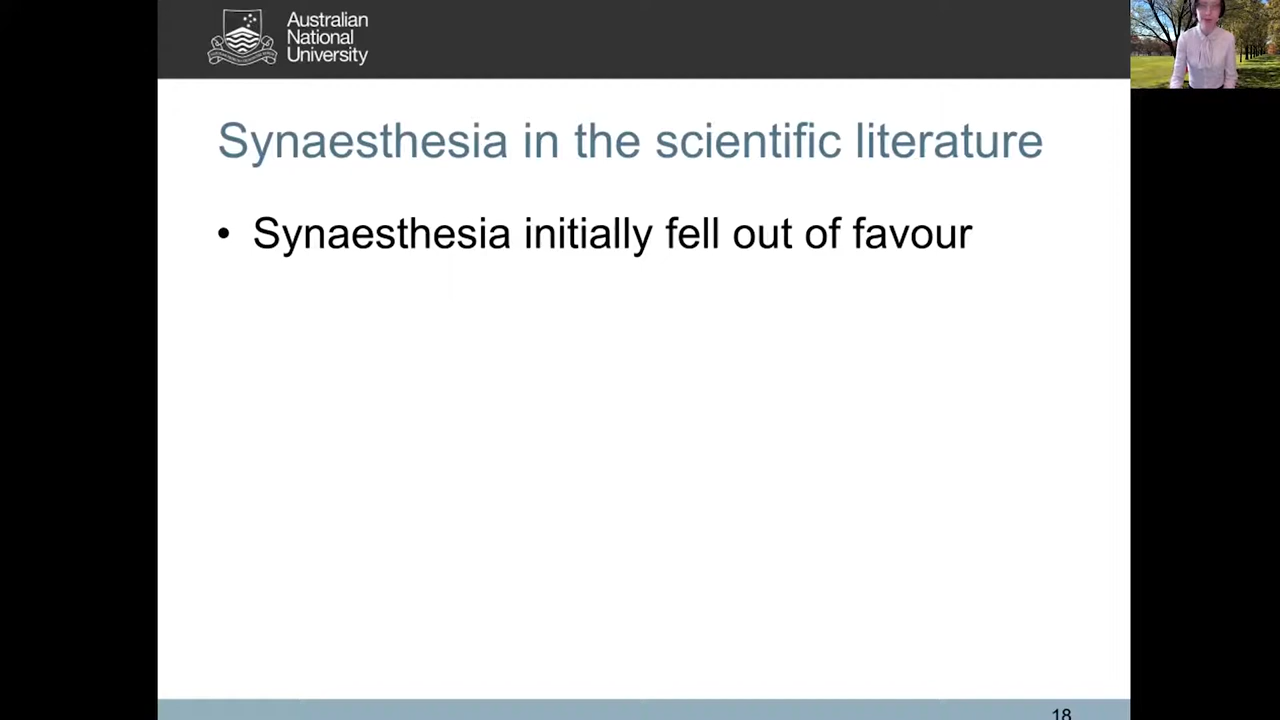 Australian
National
University
Synaesthesia in the scientific literature
• Synaesthesia initially fell out of favour
18